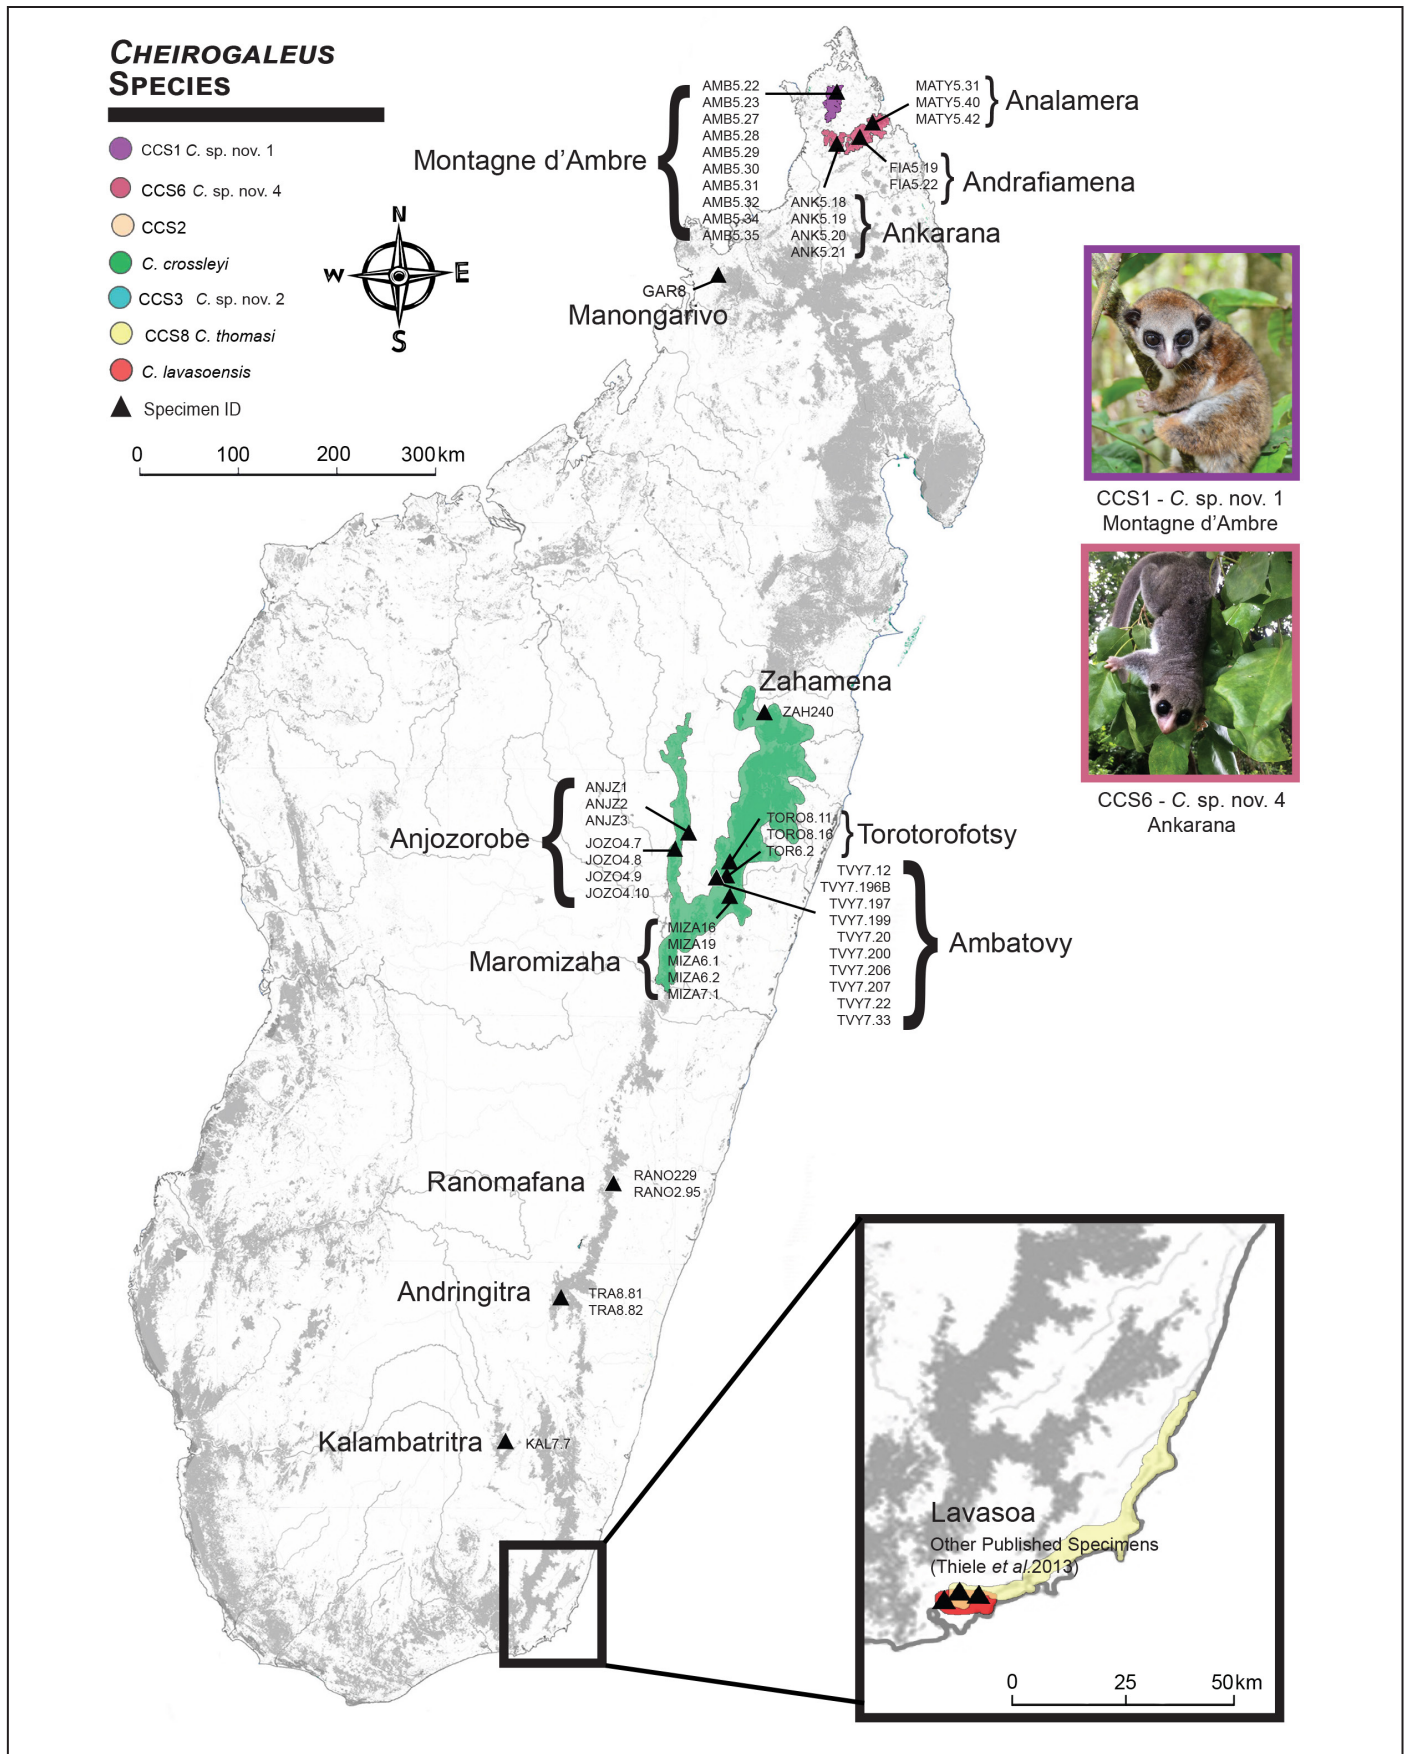 CHEIROGALEUS
SPECIES
CCS1 C. sp. nov. 1
CCS6 C. sp. nov. 4
CCS2
C. crossleyi
CCS3 C. sp. nov. 2
CCS8 C. thomasi
C. lavasoensis
Specimen ID
N
W
E
S
0 100 200 300km
Montagne d'Ambre
AMB5.22
AMB5.23
AMB5.27
AMB5.28
AMB5.29
AMB5.30
AMB5.31
AMB5.32
AMB5.34
AMB5.35
MATY5.31
MATY5.40
MATY5.42
Analamera
FIA5.19
FIA5.22
Andrafiamena
ANK5.18
ANK5.19
ANK5.20
ANK5.21
Ankarana
GAR8
Manongarivo
CCS1 - C. sp. nov. 1
Montagne d'Ambre
CCS6 - C. sp. nov. 4
Ankarana
Zahamena
ZAH240
Anjozorobe
ANJZ1
ANJZ2
ANJZ3
JOZO4.7
JOZO4.8
JOZO4.9
JOZO4.10
TORO8.11
TORO8.16
TOR6.2
Torotorofotsy
TVY7.12
TVY7.196B
TVY7.197
TVY7.199
TVY7.20
TVY7.200
TVY7.206
TVY7.207
TVY7.22
TVY7.33
Ambatovy
Maromizaha
MIZA16
MIZA19
MIZA6.1
MIZA6.2
MIZA7.1
Ranomafana
RANO229
RANO2.95
Andringitra
TRA8.81
TRA8.82
Kalambatritra
KAL7.7
Lavasoa
Other Published Specimens
(Thiele et al.2013)
0 25 50km